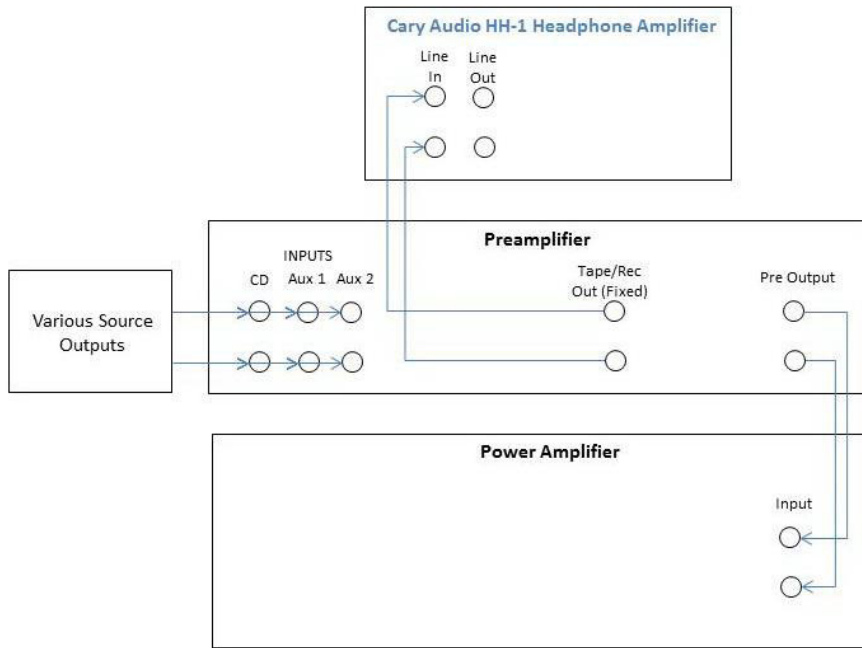 Cary Audio HH-1 Headphone Amplifier
Line In
Line Out
Preamplifier
INPUTS
CD
Aux 1
Aux 2
Tape/Rec
Out (Fixed)
Pre Output
Various Source
Outputs
Power Amplifier
Input